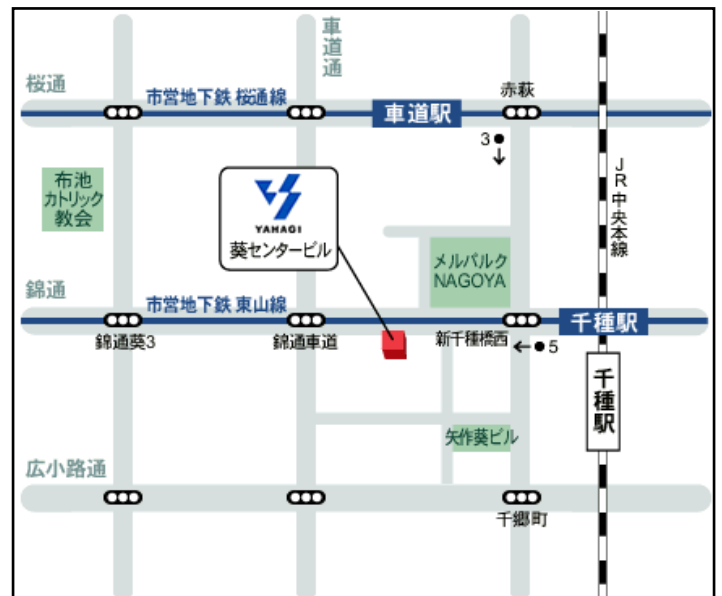 車道通
桜通
市営地下鉄 桜通線
車道駅
赤萩
3
JR中央本線
布池
カトリック
教会
YAHAGI
葵センタービル
メルパルク
NAGOYA
錦通
市営地下鉄 東山線
千種駅
錦通葵3
錦通車道
新千種橋西
5
千種駅
矢作葵ビル
広小路通
千郷町